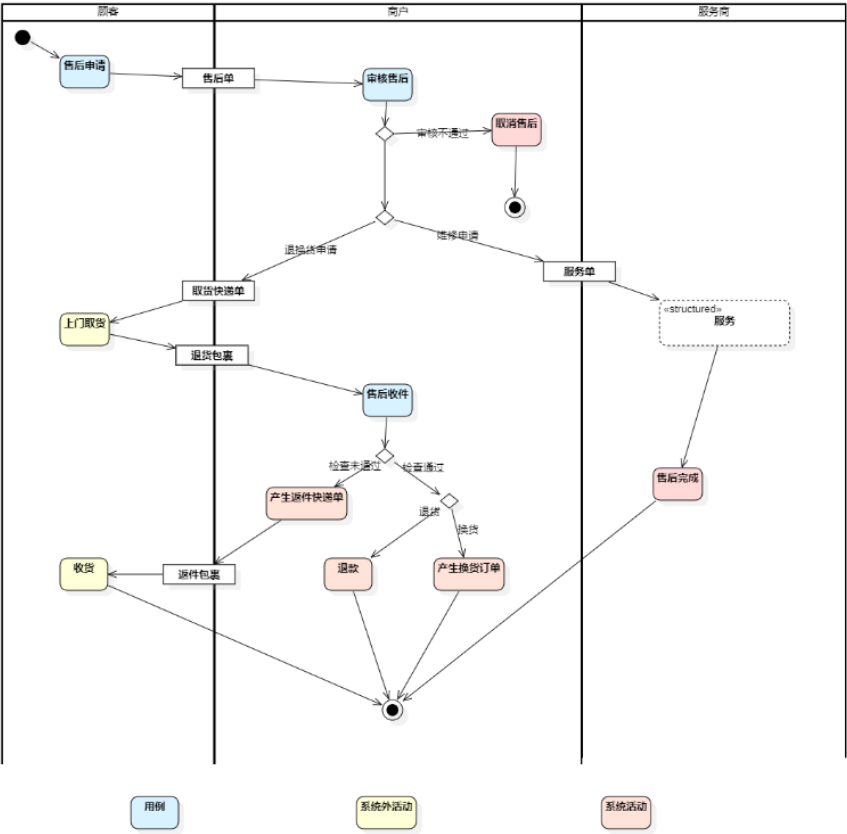 顾客
商户
服务商
售后申请
售后单
审核售后
审核不通过
取消售后
退换货申请
维修申请
取货快递单
服务单
上门取货
«structured»
服务
退货包裹
售后收件
检查未通过
检查通过
产生返件快递单
售后完成
退货
换货
收货
返件包裹
退款
产生换货订单
用例
系统外活动
系统活动